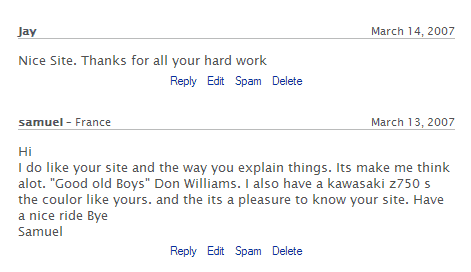 Jay March 14, 2007
Nice Site. Thanks for all your hard work
Reply Edit Spam Delete
samuel - France March 13, 2007
Hi
I do like your site and the way you explain things. Its make me think
alot. "Good old Boys" Don Williams. I also have a kawasaki z750 s
the coulor like yours. and the its a pleasure to know your site. Have
a nice ride Bye
Samuel
Reply Edit Spam Delete